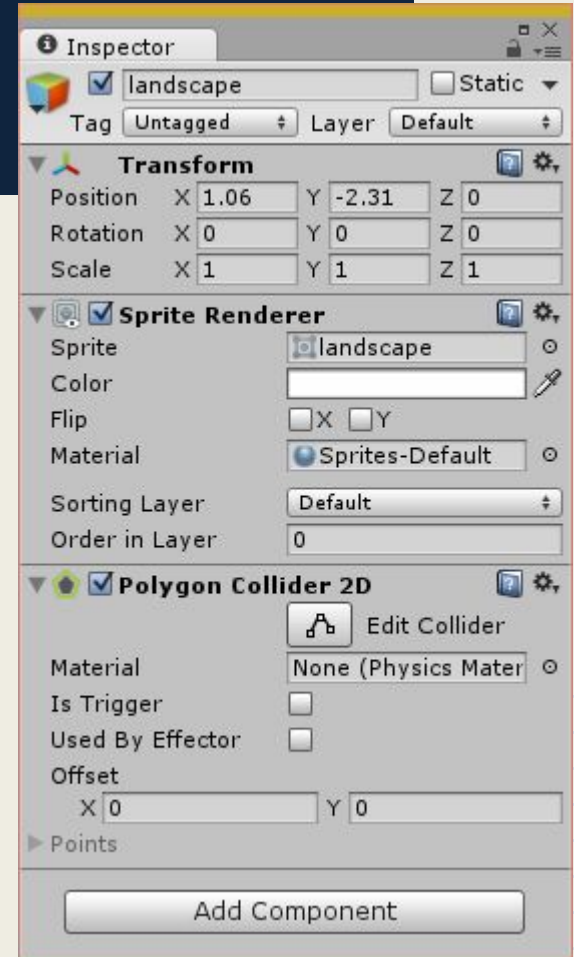 Inspector
landscape Static
Tag Untagged Layer Default
Transform
Position X 1.06 Y -2.31 Z 0
Rotation X 0 Y 0 Z 0
Scale X 1 Y 1 Z 1
Sprite Renderer
Sprite landscape
Color
Flip X Y
Material Sprites-Default
Sorting Layer Default
Order in Layer 0
Polygon Collider 2D
Edit Collider
Material None (Physics Mater
Is Trigger
Used By Effector
Offset
X 0 Y 0
Points
Add Component